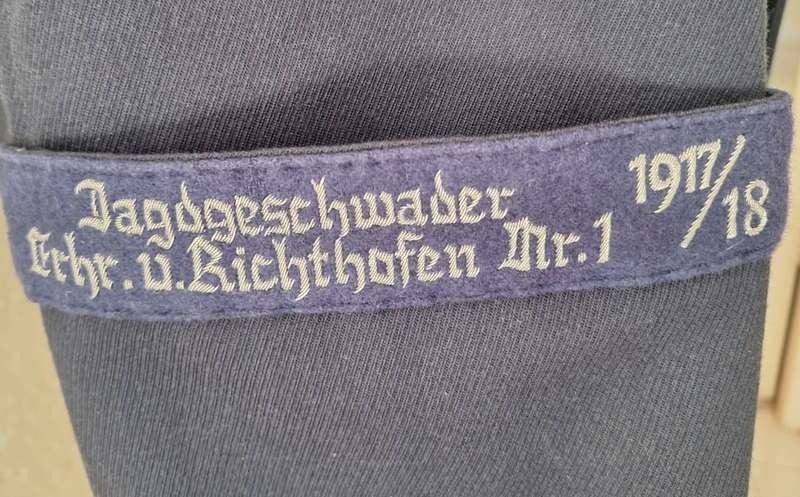 Jagdgeschwader
Frhr. v. Richthofen Nr. 1
1917/18